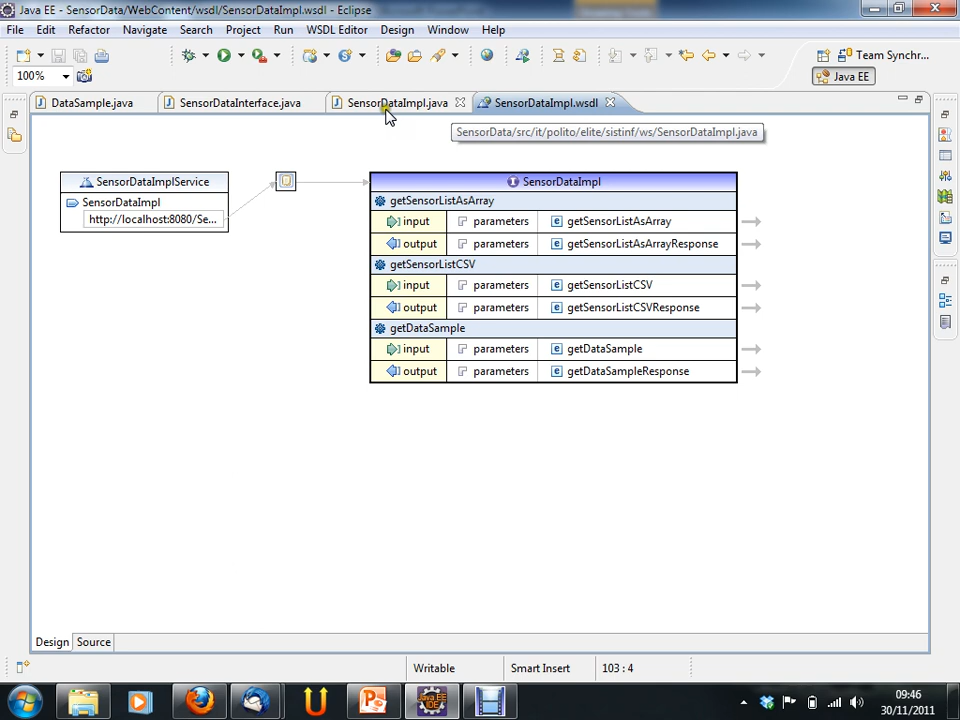 Java EE - SensorData/WebContent/wsdl/SensorDataImpl.wsdl - Eclipse
File Edit Refactor Navigate Search Project Run WSDL Editor Design Window Help
Team Synchr...
100%
Java EE
DataSample.java SensorDataInterface.java SensorDataImpl.java SensorDataImpl.wsdl
SensorData/src/it/polito/elite/sistinf/ws/SensorDataImpl.java
SensorDataImplService
SensorDataImpl
http://localhost:8080/Se...
SensorDataImpl
getSensorListAsArray
input parameters getSensorListAsArray
output parameters getSensorListAsArrayResponse
getSensorListCSV
input parameters getSensorListCSV
output parameters getSensorListCSVResponse
getDataSample
input parameters getDataSample
output parameters getDataSampleResponse
Design Source
Writable Smart Insert 103 : 4
Java EE
IDE
09:46
30/11/2011